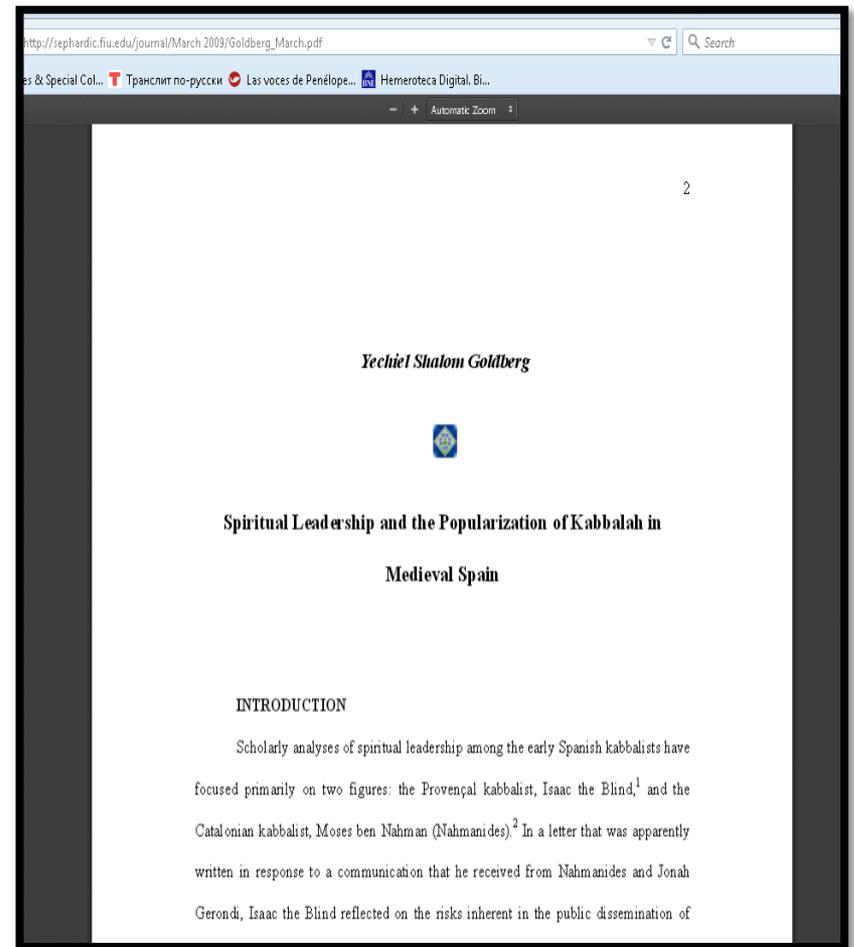 http://sephardic.fiu.edu/journal/March 2009/Goldberg_March.pdf
Search
es & Special Col... Транслит по-русски Las voces de Penélope... Hemeroteca Digital. Bi...
− + Automatic Zoom
2
Yechiel Shalom Goldberg
Spiritual Leadership and the Popularization of Kabbalah in
Medieval Spain
INTRODUCTION
Scholarly analyses of spiritual leadership among the early Spanish kabbalists have
focused primarily on two figures: the Provençal kabbalist, Isaac the Blind,1 and the
Catalonian kabbalist, Moses ben Nahman (Nahmanides).2 In a letter that was apparently
written in response to a communication that he received from Nahmanides and Jonah
Gerondi, Isaac the Blind reflected on the risks inherent in the public dissemination of